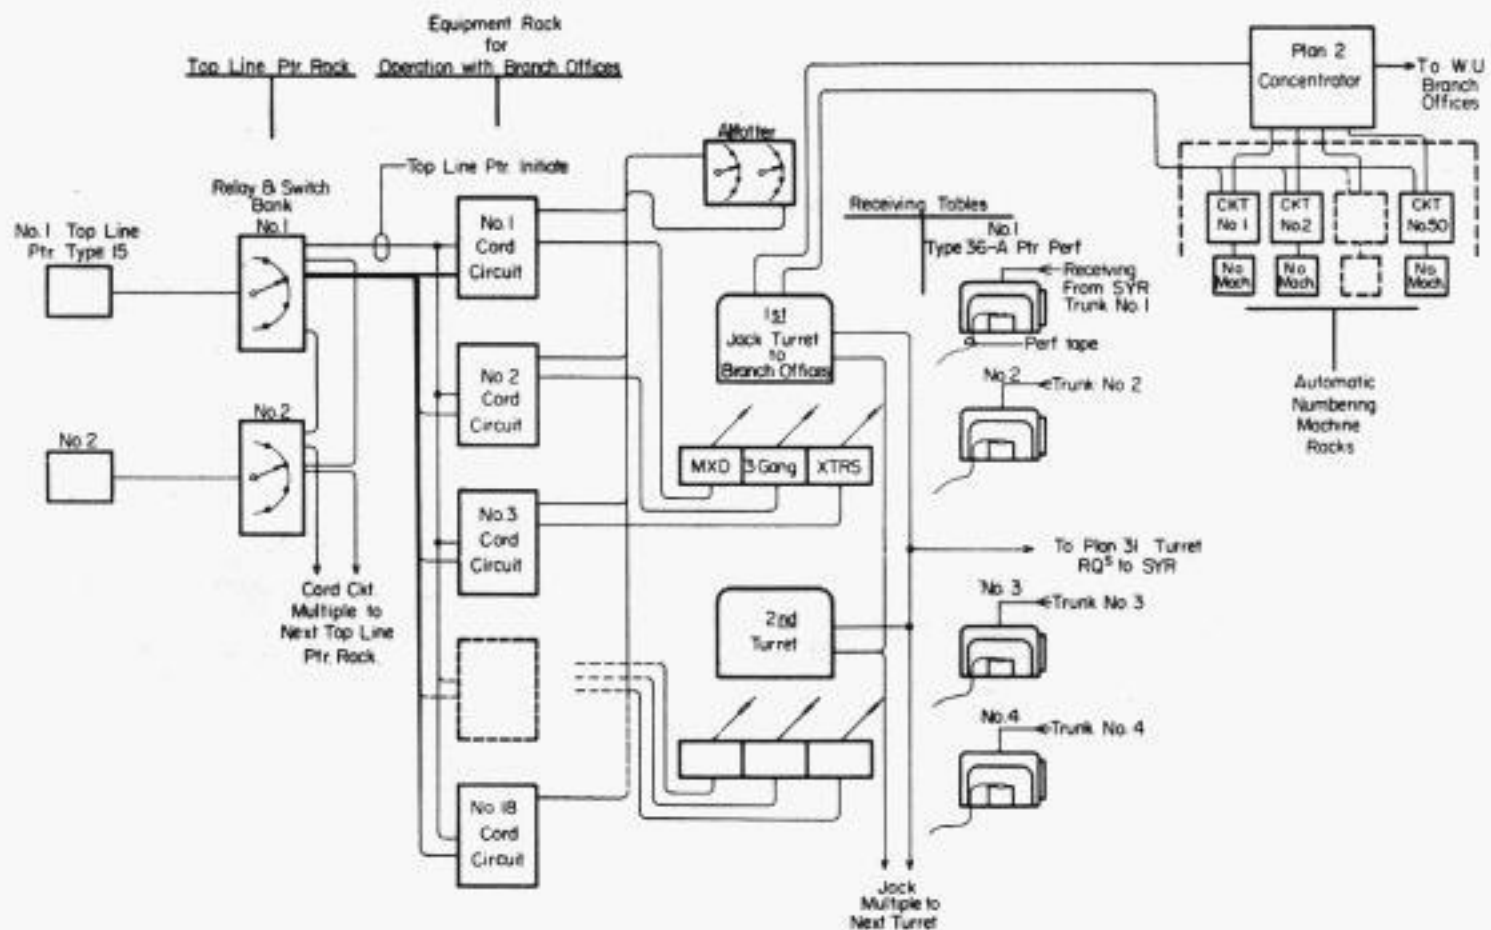 Equipment Rack
for
Operation with Branch Offices
Top Line Ptr. Rack
Plan 2
Concentrator
To W.U
Branch
Offices
Allotter
Top Line Ptr. Initiate
Relay & Switch
Bank
No.1
No.1 Top Line
Ptr. Type 15
No.1
Cord
Circuit
Receiving Tables
No.1
Type 36-A Ptr Perf
Receiving
From SYR
Trunk No.1
Perf tape
CKT
No.1
CKT
No.2
CKT
No.50
No.
Mach.
No.
Mach.
No.
Mach.
Automatic
Numbering
Machine
Racks
1st
Jack Turret
to
Branch Offices
No.2
Trunk No 2
No.2
No.2
No 2
Cord
Circuit
MXD
3 Gang
XTRS
No.3
Cord
Circuit
To Plan 31 Turret
RQS to SYR
Cord Ckt.
Multiple to
Next Top Line
Ptr. Rack
2nd
Turret
No. 3
Trunk No.3
No.4
Trunk No. 4
No 18
Cord
Circuit
Jack
Multiple to
Next Turret